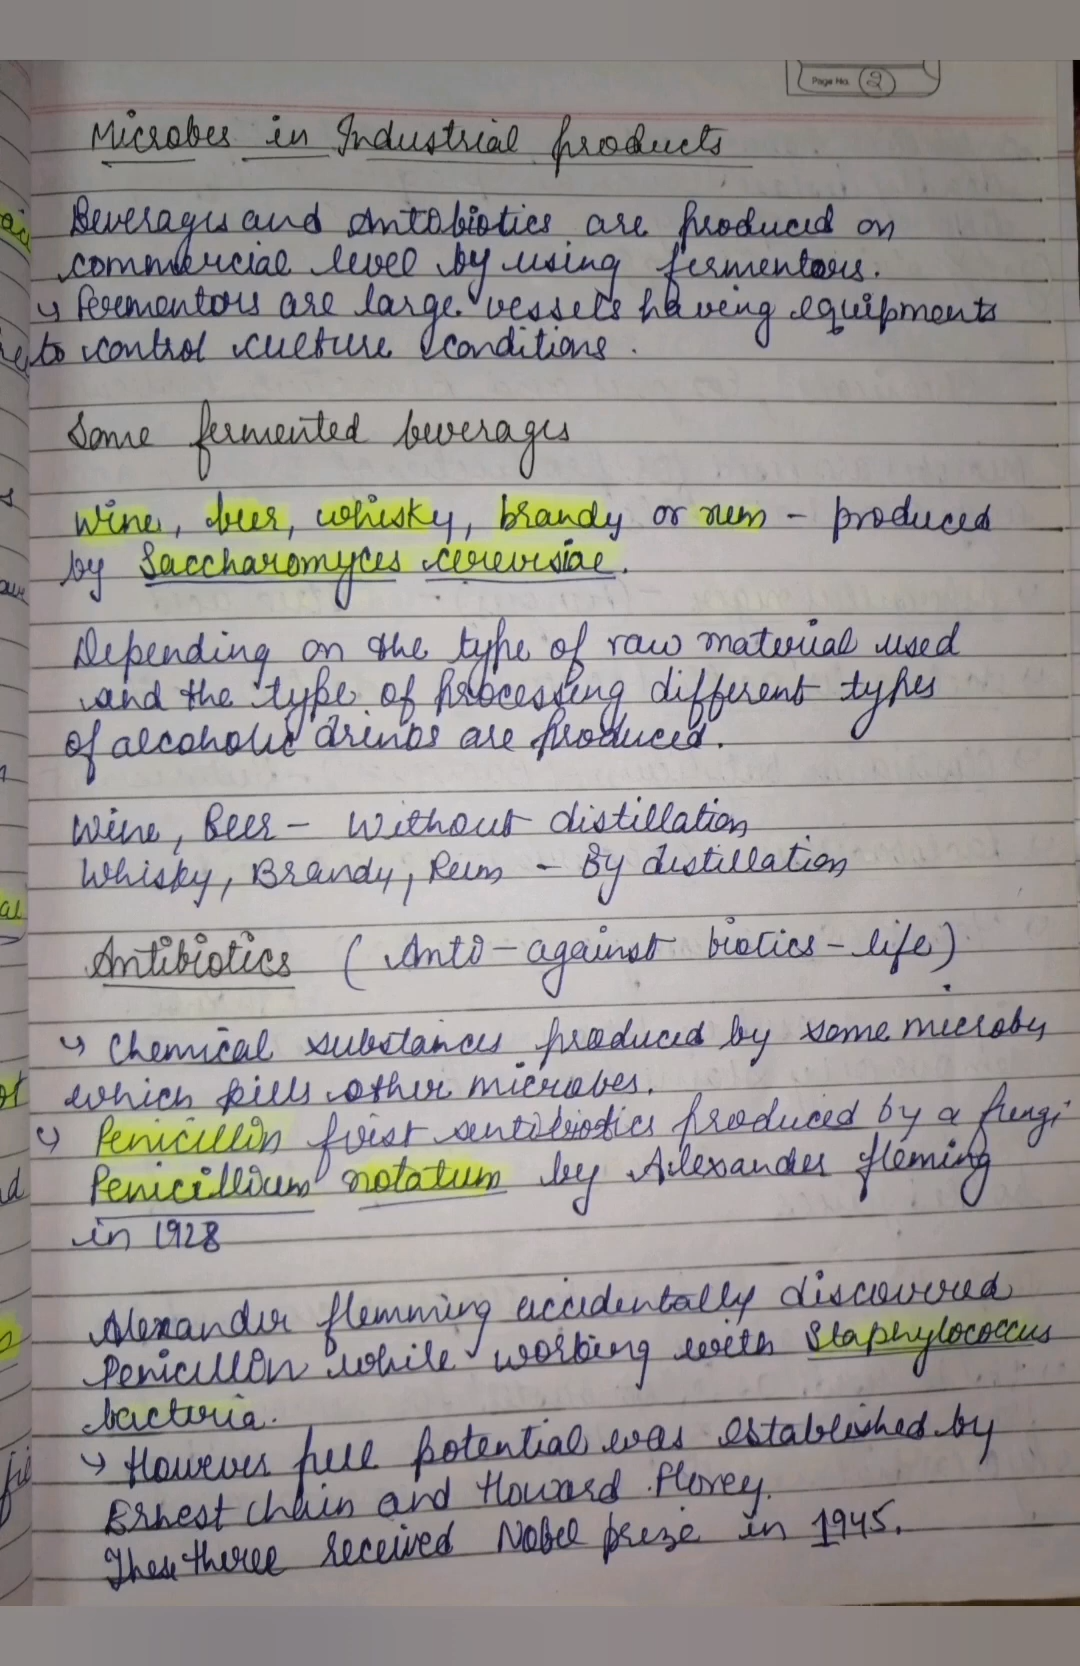 Page No. 2
Microbes in Industrial products
Beverages and Antibiotics are produced on
commercial level by using fermentors.
↳ Fermentors are large vessels having equipments
to control culture conditions.
Some fermented beverages
Wine, beer, whisky, brandy or rum - produced
by Saccharomyces cerevisiae.
Depending on the type of raw material used
and the type of processing different types
of alcoholic drinks are produced.
Wine, Beer - Without distillation
Whisky, Brandy, Rum - By distillation
Antibiotics (Anti-against biotics-life)
↳ Chemical substances produced by some microbs
which kills other microbes.
↳ Penicillin first antibiotics produced by a fungi
Penicillium notatum by Alexander fleming
in 1928
Alexander flemming accidentally discovered
Penicillin while working with Staphylococcus
bacteria.
↳ However full potential was established by
Ernest chain and Howard Florey.
These three received Nobel prize in 1945.